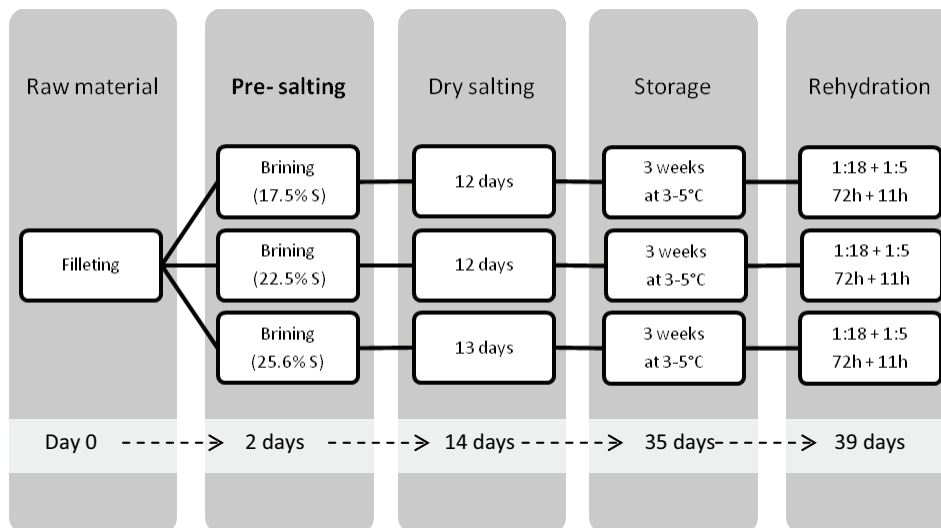 Raw material
Pre- salting
Dry salting
Storage
Rehydration
Filleting
Brining
(17.5% S)
12 days
3 weeks
at 3-5°C
1:18 + 1:5
72h + 11h
Brining
(22.5% S)
12 days
3 weeks
at 3-5°C
1:18 + 1:5
72h + 11h
Brining
(25.6% S)
13 days
3 weeks
at 3-5°C
1:18 + 1:5
72h + 11h
Day 0
2 days
14 days
35 days
39 days